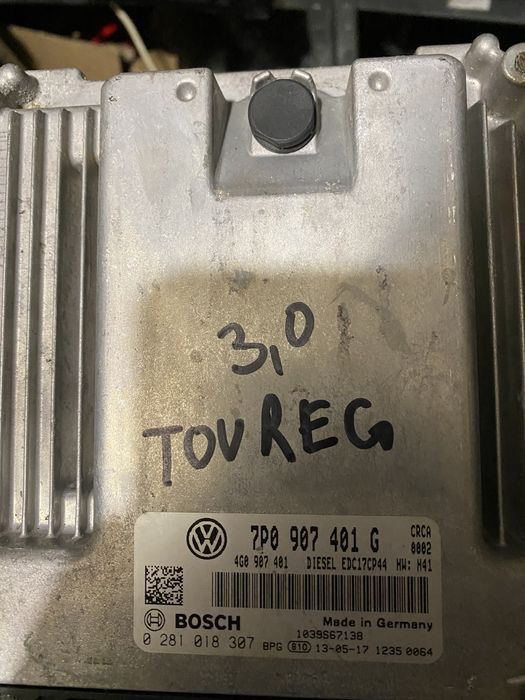 3,0
TOVREG
7P0 907 401 G CRCA
0002
4G0 907 401 DIESEL EDC17CP44 HW: H41
BOSCH Made in Germany
1039S67138
0 281 018 307 BPG 810 13-05-17 1235 0064